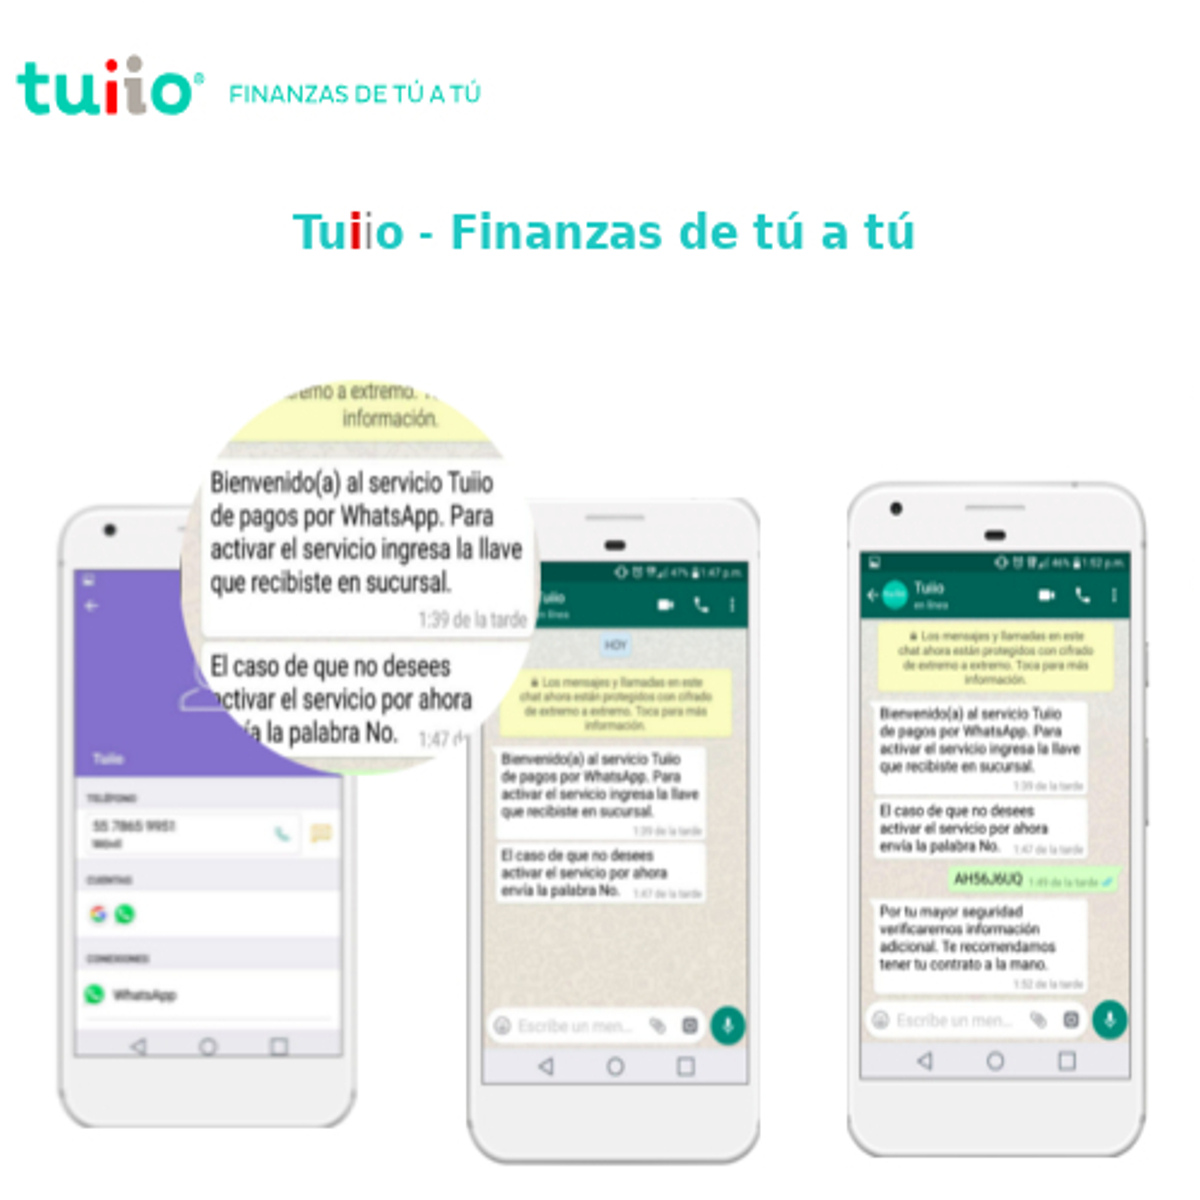 tuiio® FINANZAS DE TÚ A TÚ
Tuiio - Finanzas de tú a tú
emo a extremo.
información.
Bienvenido(a) al servicio Tuiio
de pagos por WhatsApp. Para
activar el servicio ingresa la llave
que recibiste en sucursal.
1:39 de la tarde
El caso de que no desees
activar el servicio por ahora
envía la palabra No.
1:47 d
Tuiio
TELÉFONO
55 7865 9951
Móvil
CUENTAS
CONEXIONES
WhatsApp
47% 1:47 p.m.
Tuiio
en línea
HOY
Los mensajes y llamadas en este
chat ahora están protegidos con cifrado
de extremo a extremo. Toca para más
información.
Bienvenido(a) al servicio Tuiio
de pagos por WhatsApp. Para
activar el servicio ingresa la llave
que recibiste en sucursal.
1:39 de la tarde
El caso de que no desees
activar el servicio por ahora
envía la palabra No. 1:47 de la tarde
Escribe un men...
46% 1:52 p.m.
tuiio Tuiio
en línea
Los mensajes y llamadas en este
chat ahora están protegidos con cifrado
de extremo a extremo. Toca para más
información.
Bienvenido(a) al servicio Tuiio
de pagos por WhatsApp. Para
activar el servicio ingresa la llave
que recibiste en sucursal.
1:39 de la tarde
El caso de que no desees
activar el servicio por ahora
envía la palabra No. 1:47 de la tarde
AH56J6UQ 1:49 de la tarde
Por tu mayor seguridad
verificaremos información
adicional. Te recomendamos
tener tu contrato a la mano.
1:52 de la tarde
Escribe un men...